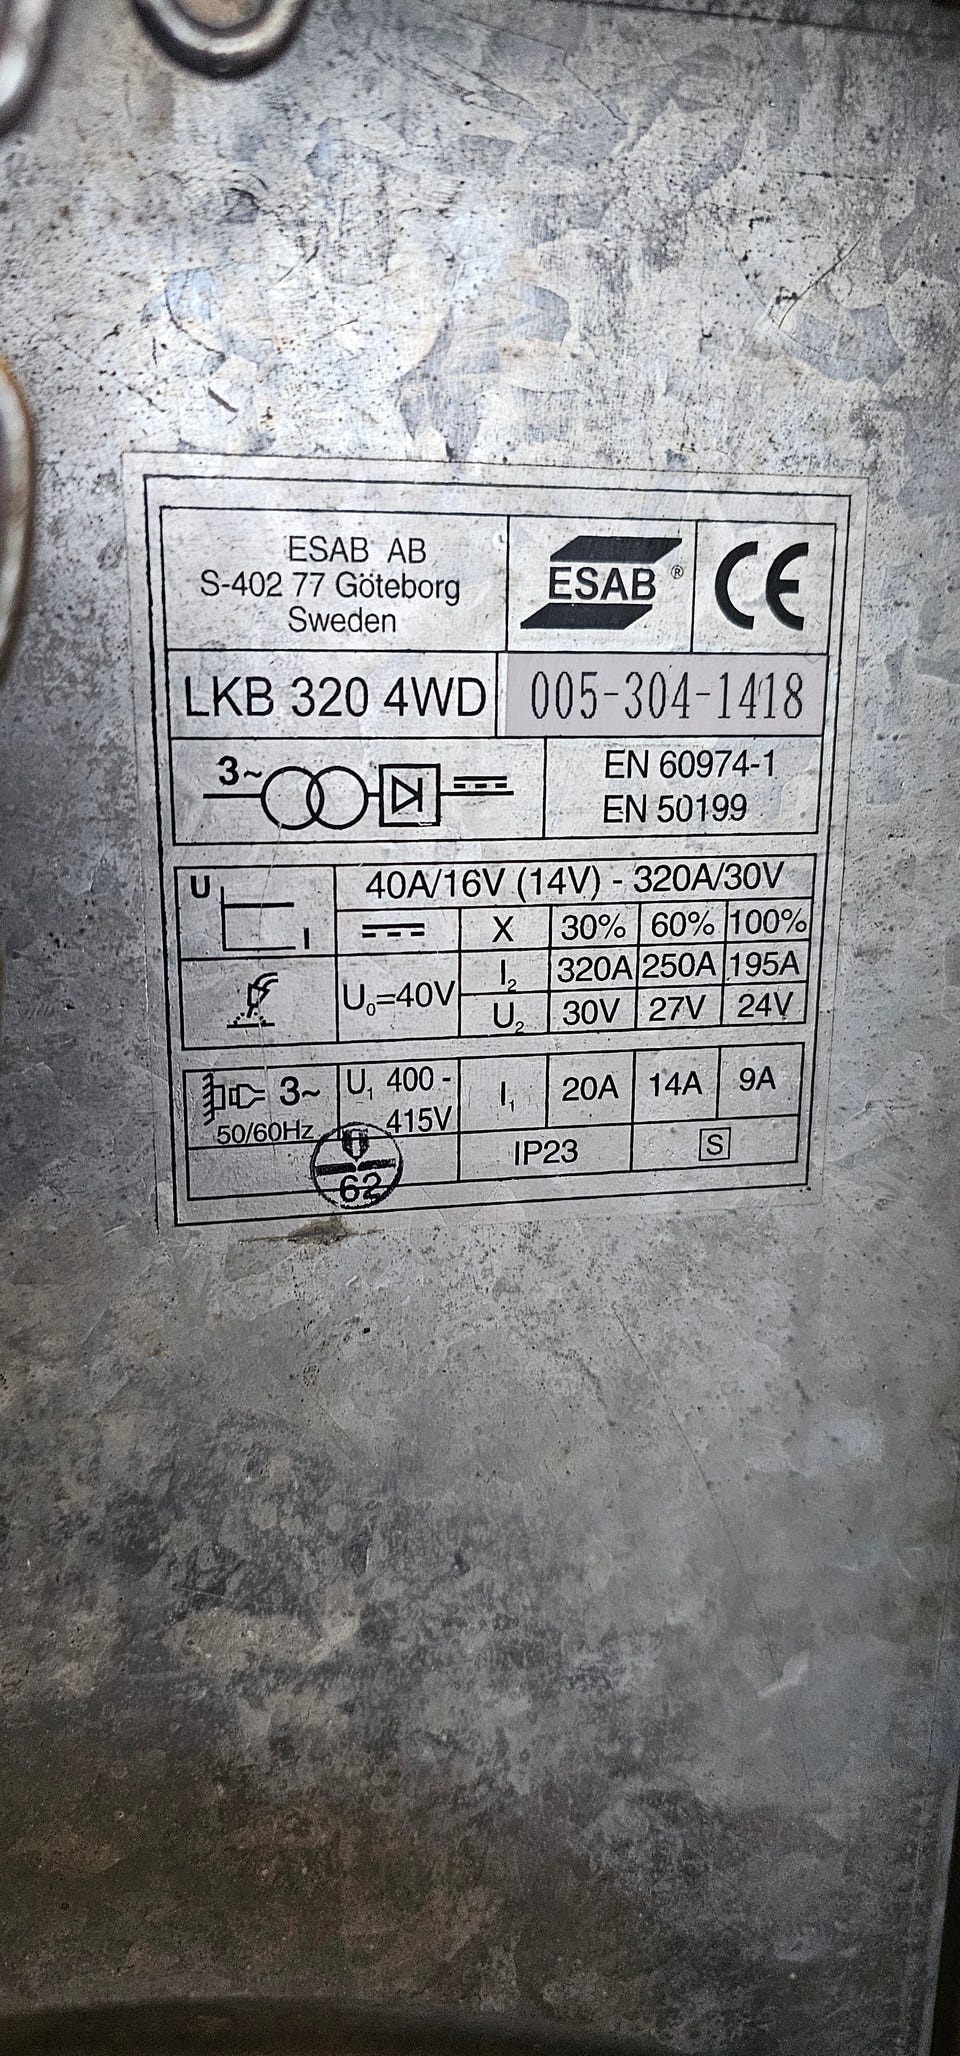 ESAB AB
S-402 77 Göteborg
Sweden
ESAB ®
CE
LKB 320 4WD
005-304-1418
3~
EN 60974-1
EN 50199
U
I
40A/16V (14V) - 320A/30V
X 30% 60% 100%
U₀=40V
I₂ 320A 250A 195A
U₂ 30V 27V 24V
3~
50/60Hz
U₁ 400 -
415V
I₁ 20A 14A 9A
62
IP23
S